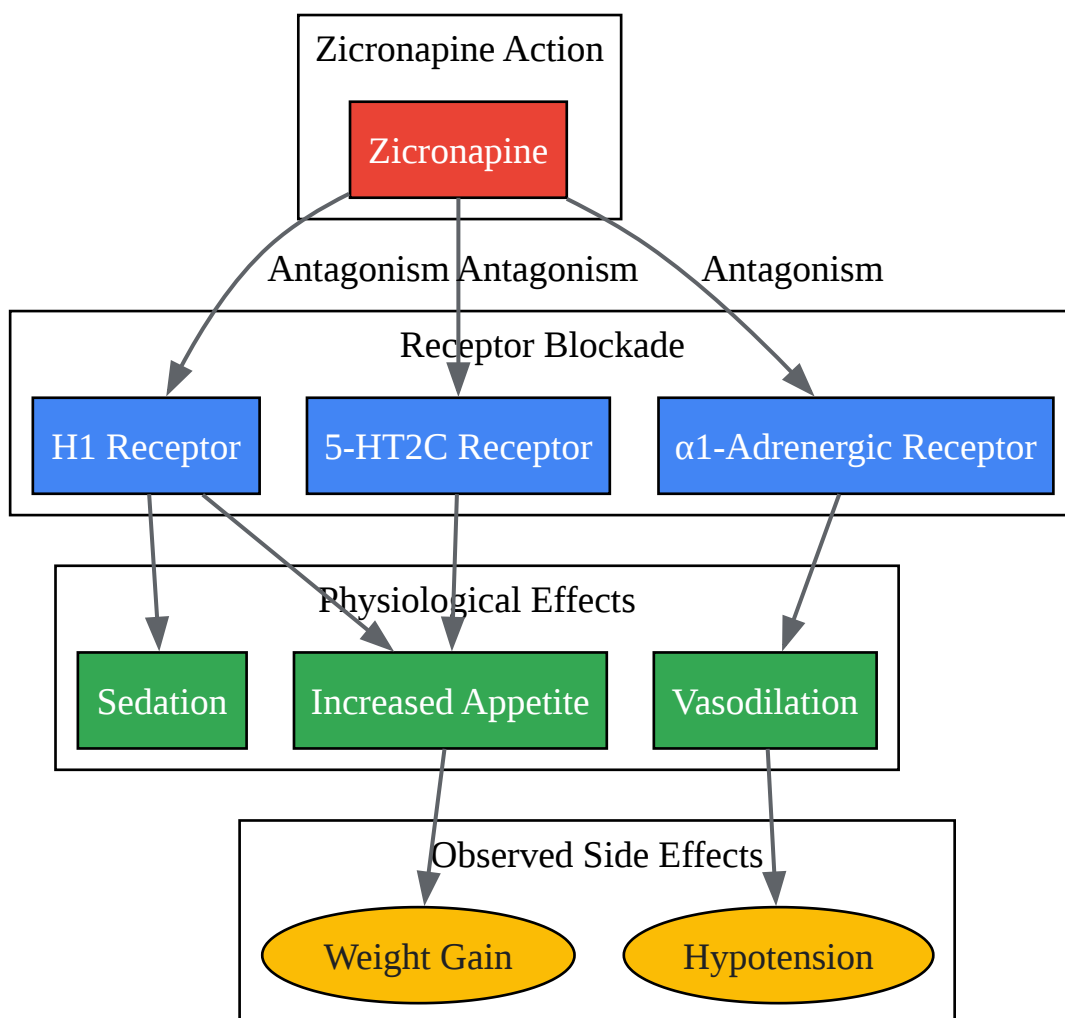 Zicronapine Action
Zicronapine
Antagonism Antagonism Antagonism
Receptor Blockade
H1 Receptor 5-HT2C Receptor α1-Adrenergic Receptor
Physiological Effects
Sedation Increased Appetite Vasodilation
Observed Side Effects
Weight Gain Hypotension